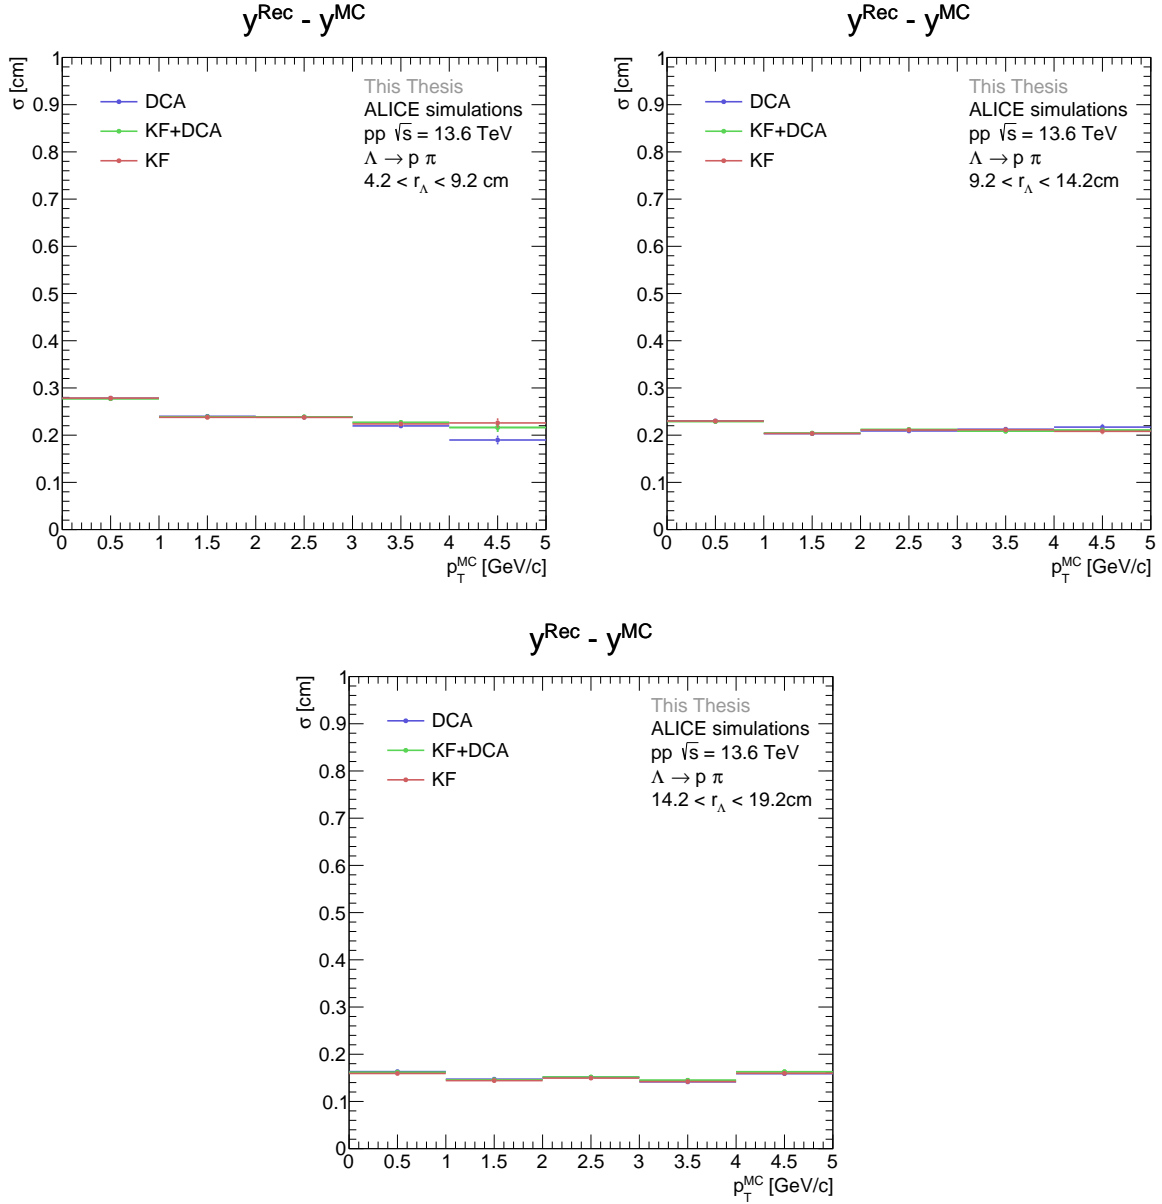 y^Rec - y^MC
σ [cm]
This Thesis
ALICE simulations
pp √s = 13.6 TeV
Λ → p π
4.2 < r_Λ < 9.2 cm
DCA
KF+DCA
KF
1
0.9
0.8
0.7
0.6
0.5
0.4
0.3
0.2
0.1
0
0 0.5 1 1.5 2 2.5 3 3.5 4 4.5 5
p_T^MC [GeV/c]
y^Rec - y^MC
σ [cm]
This Thesis
ALICE simulations
pp √s = 13.6 TeV
Λ → p π
9.2 < r_Λ < 14.2cm
DCA
KF+DCA
KF
1
0.9
0.8
0.7
0.6
0.5
0.4
0.3
0.2
0.1
0
0 0.5 1 1.5 2 2.5 3 3.5 4 4.5 5
p_T^MC [GeV/c]
y^Rec - y^MC
σ [cm]
This Thesis
ALICE simulations
pp √s = 13.6 TeV
Λ → p π
14.2 < r_Λ < 19.2cm
DCA
KF+DCA
KF
1
0.9
0.8
0.7
0.6
0.5
0.4
0.3
0.2
0.1
0
0 0.5 1 1.5 2 2.5 3 3.5 4 4.5 5
p_T^MC [GeV/c]